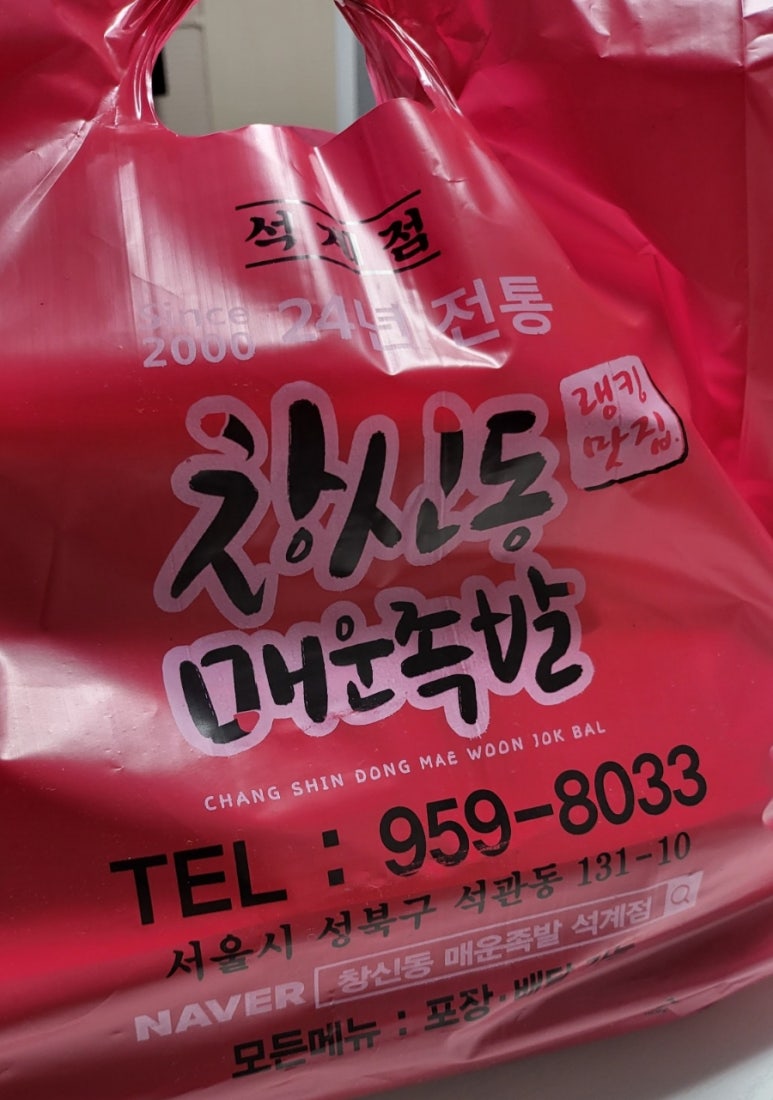 석계점
Since
2000
24년 전통
창신동
랭킹
맛집
매운족발
CHANG SHIN DONG MAE WOON JOK BAL
TEL : 959-8033
서울시 성북구 석관동 131-10
NAVER 창신동 매운족발 석계점
모든메뉴 : 포장·배달